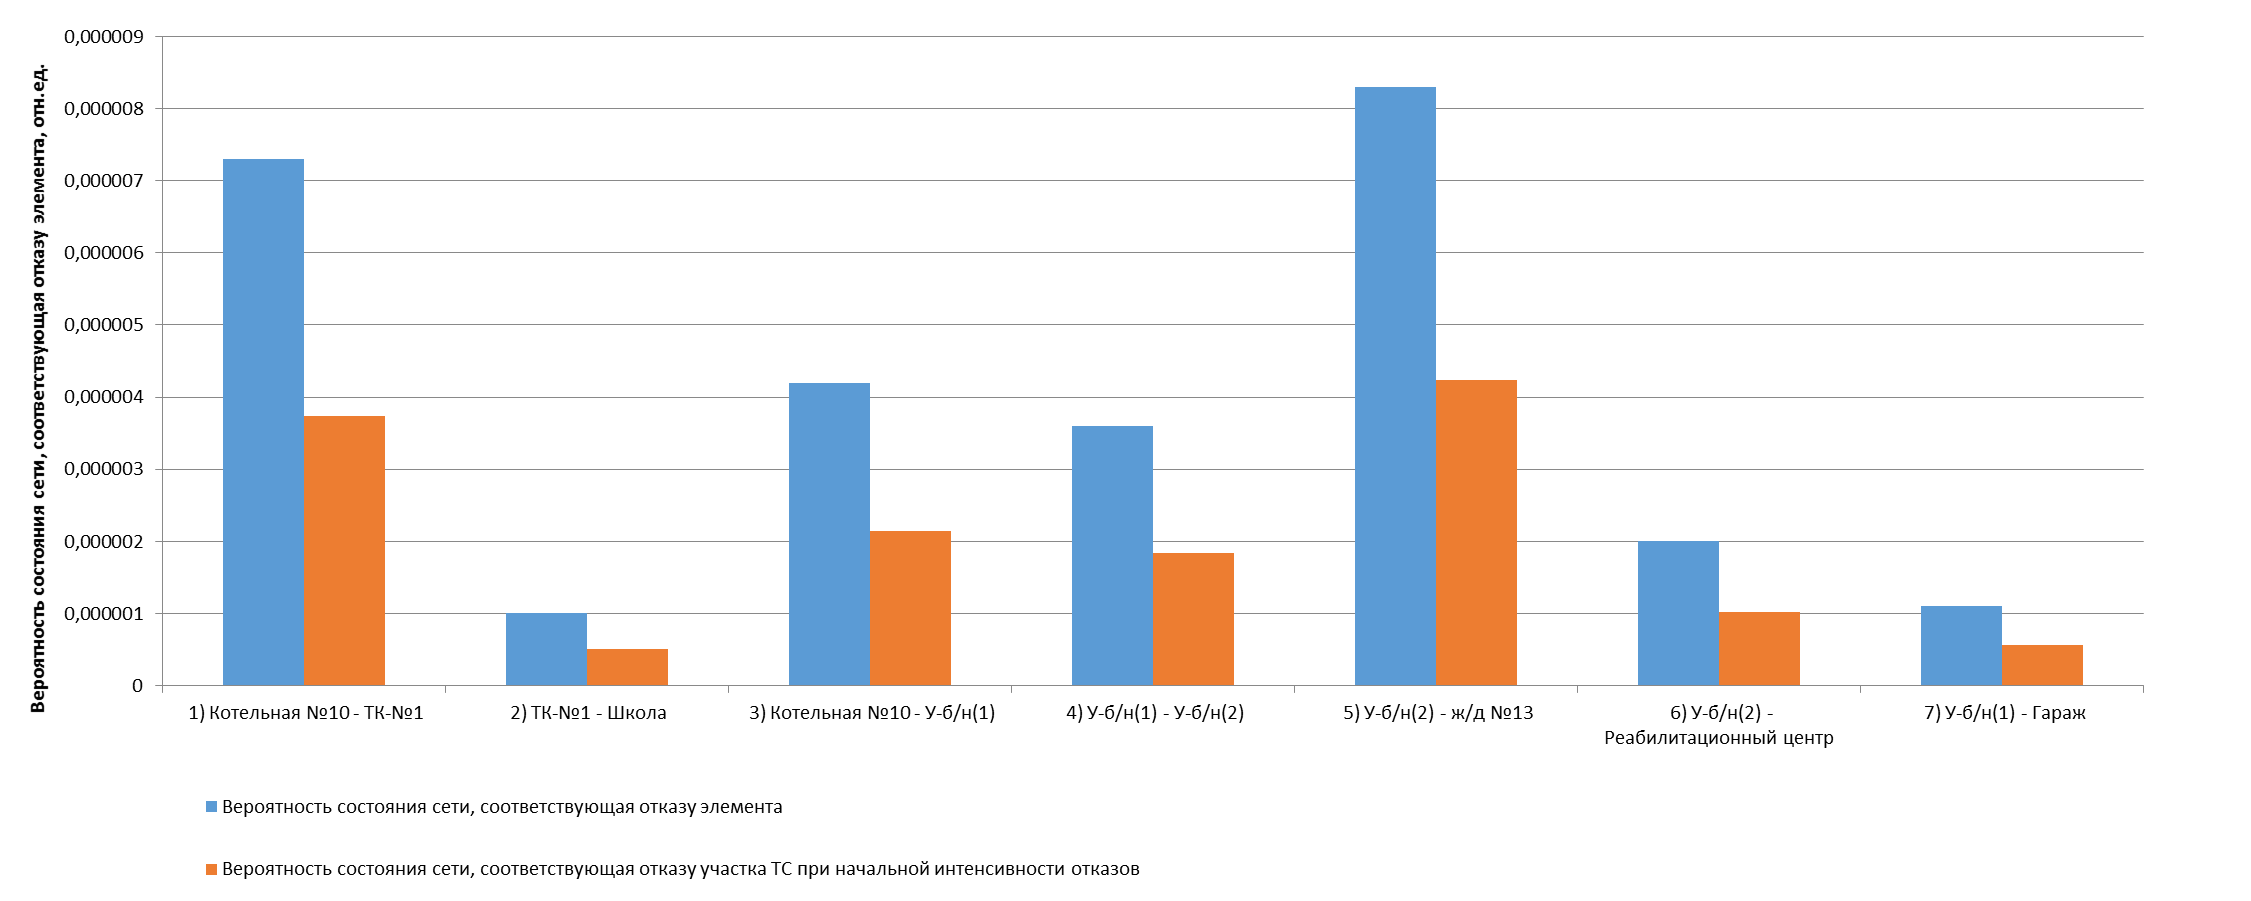 Вероятность состояния сети, соответствующая отказу элемента, отн.ед.
0,000009
0,000008
0,000007
0,000006
0,000005
0,000004
0,000003
0,000002
0,000001
0
1) Котельная №10 - ТК-№1
2) ТК-№1 - Школа
3) Котельная №10 - У-б/н(1)
4) У-б/н(1) - У-б/н(2)
5) У-б/н(2) - ж/д №13
6) У-б/н(2) -
Реабилитационный центр
7) У-б/н(1) - Гараж
Вероятность состояния сети, соответствующая отказу элемента
Вероятность состояния сети, соответствующая отказу участка ТС при начальной интенсивности отказов